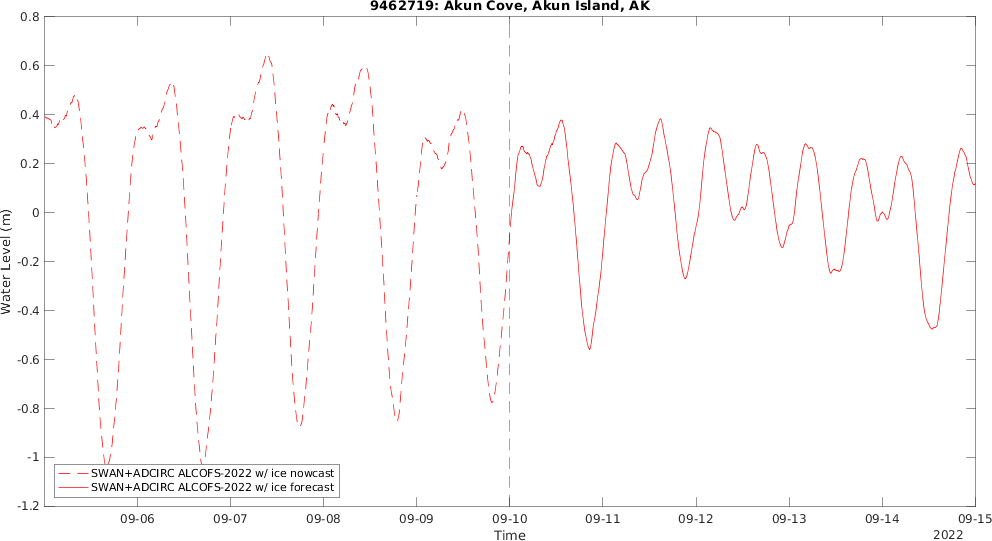 9462719: Akun Cove, Akun Island, AK
Water Level (m)
0.8
0.6
0.4
0.2
0
-0.2
-0.4
-0.6
-0.8
-1
-1.2
SWAN+ADCIRC ALCOFS-2022 w/ ice nowcast
SWAN+ADCIRC ALCOFS-2022 w/ ice forecast
09-06 09-07 09-08 09-09 09-10 09-11 09-12 09-13 09-14 09-15
Time
2022